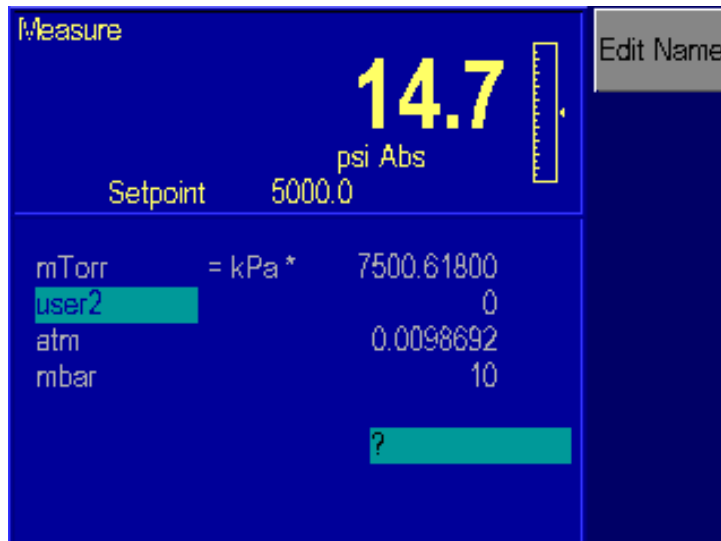 Measure
Edit Name
14.7
psi Abs
Setpoint 5000.0
mTorr = kPa * 7500.61800
user2 0
atm 0.0098692
mbar 10
?